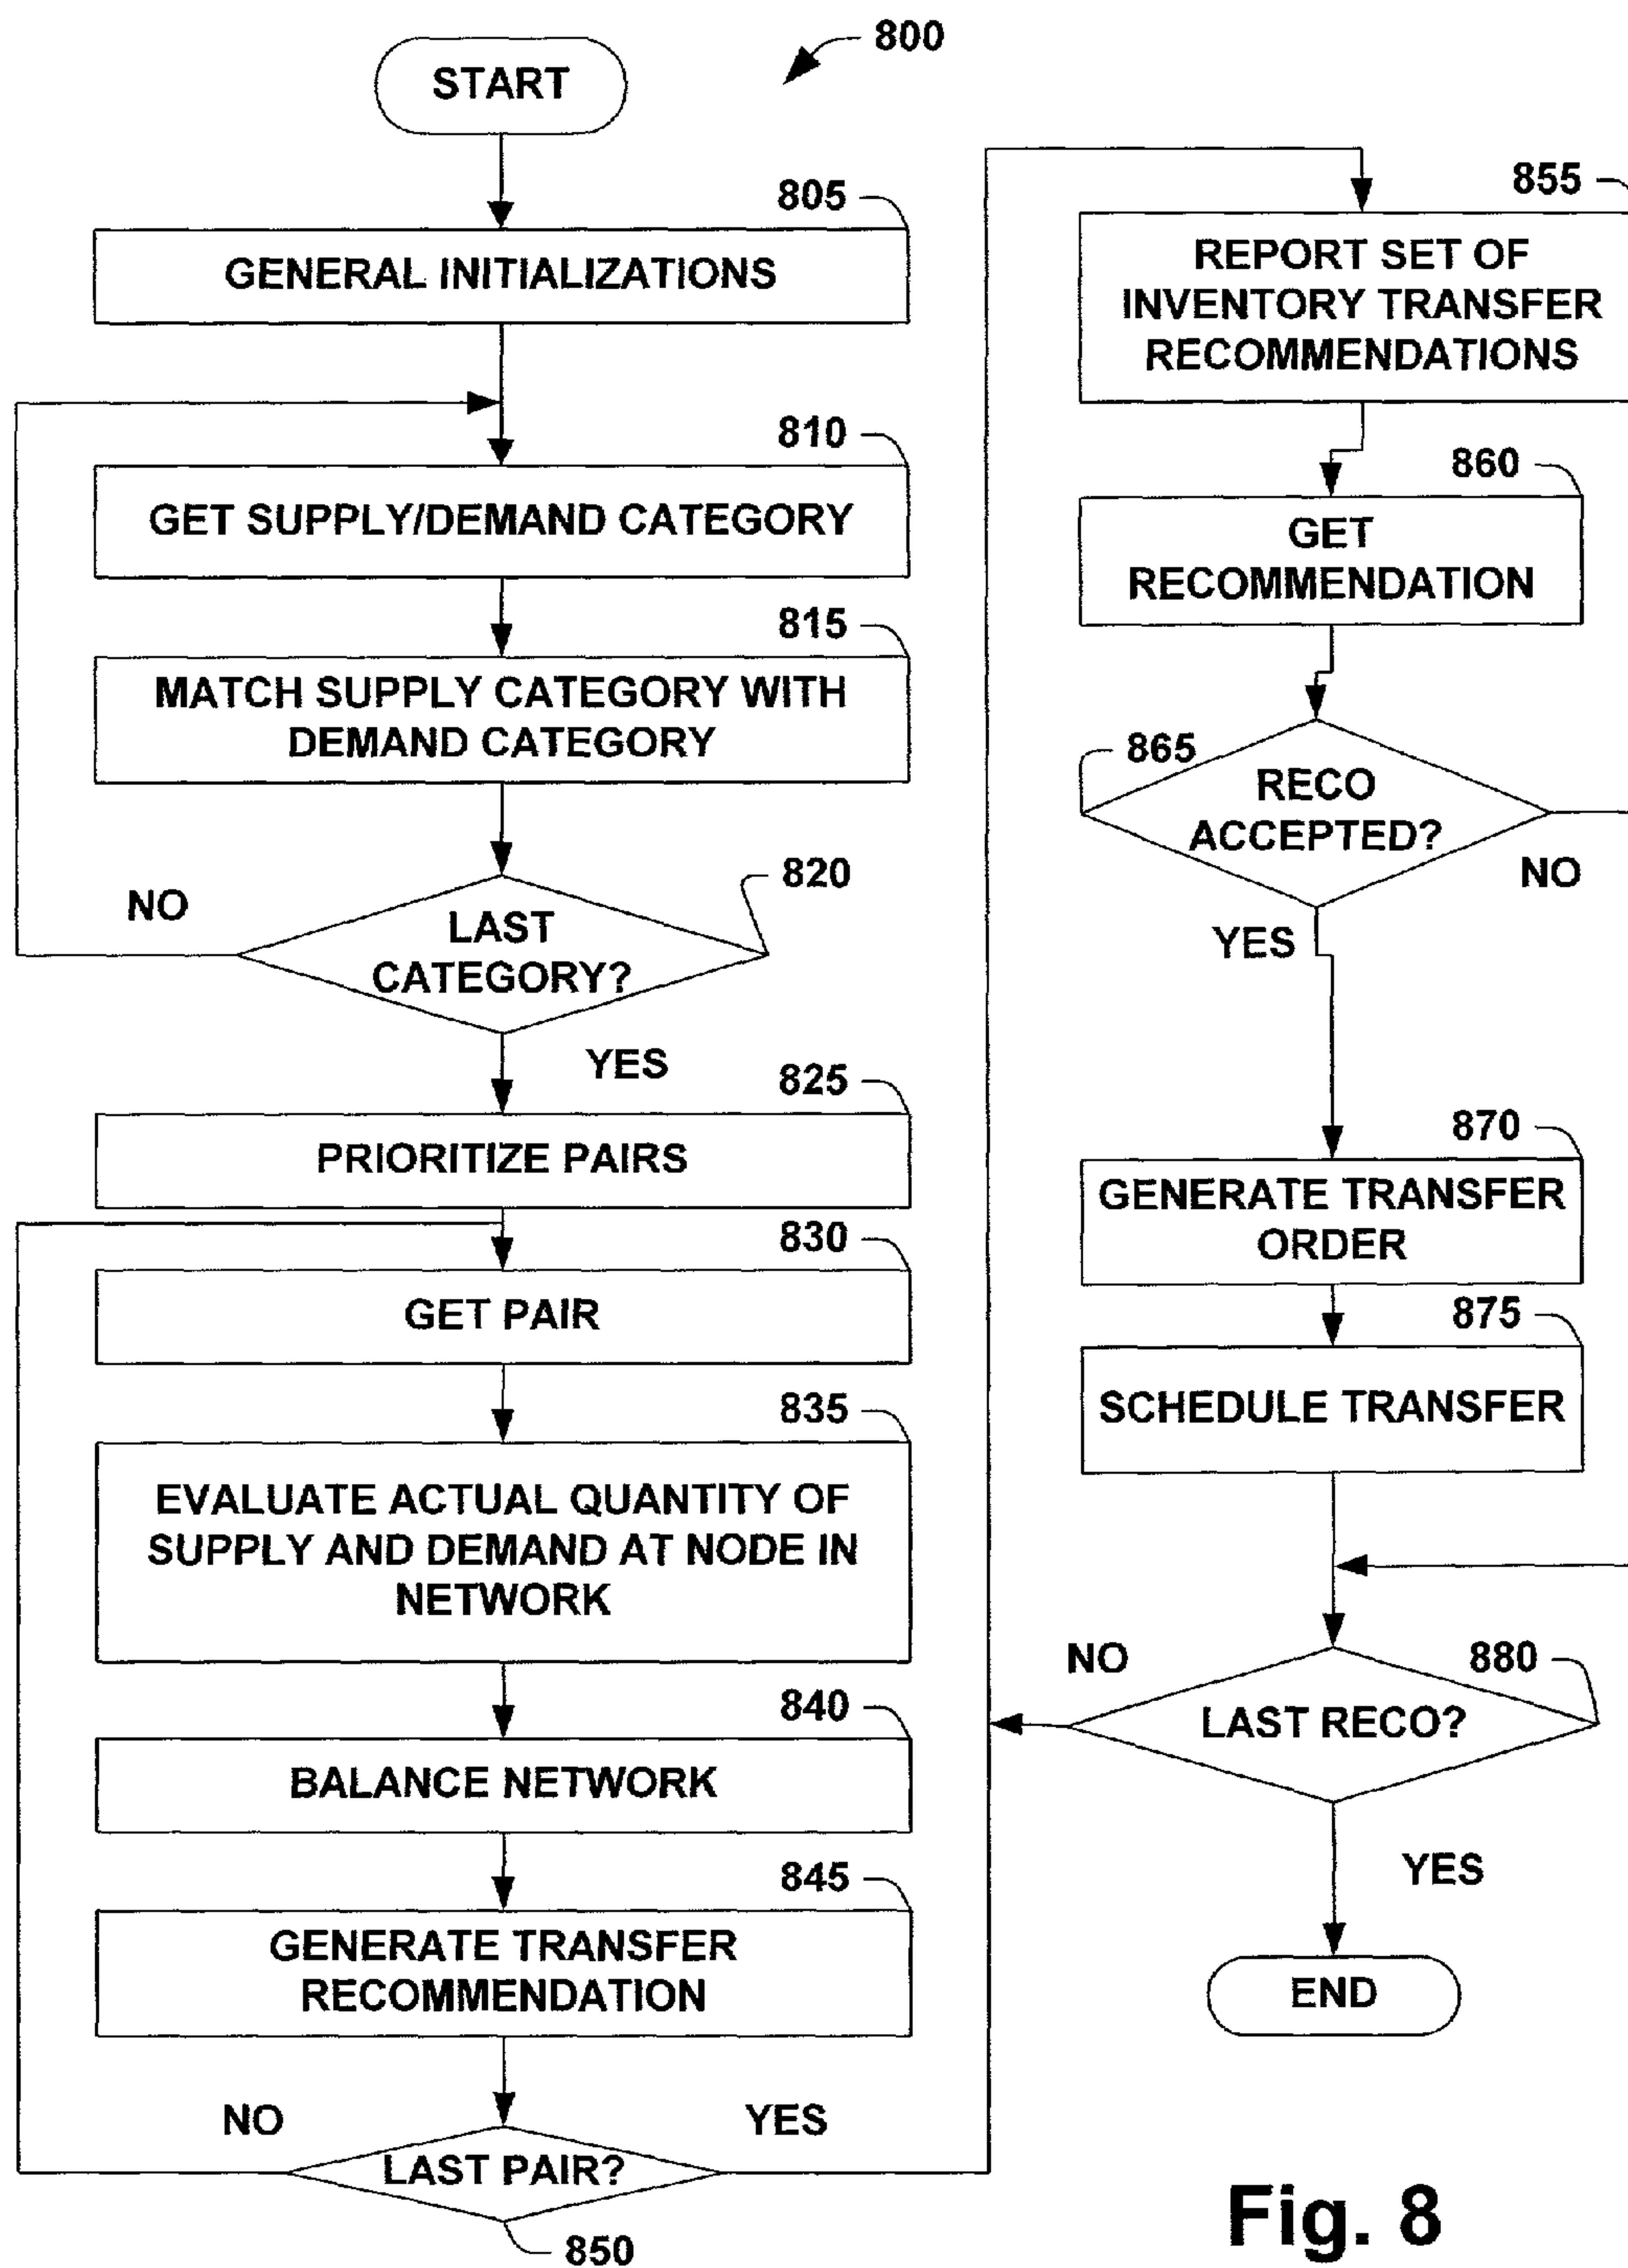 800
START
805
GENERAL INITIALIZATIONS
810
GET SUPPLY/DEMAND CATEGORY
815
MATCH SUPPLY CATEGORY WITH
DEMAND CATEGORY
820
NO
LAST
CATEGORY?
YES
825
PRIORITIZE PAIRS
830
GET PAIR
835
EVALUATE ACTUAL QUANTITY OF
SUPPLY AND DEMAND AT NODE IN
NETWORK
840
BALANCE NETWORK
845
GENERATE TRANSFER
RECOMMENDATION
NO
YES
LAST PAIR?
850
855
REPORT SET OF
INVENTORY TRANSFER
RECOMMENDATIONS
860
GET
RECOMMENDATION
865
RECO
ACCEPTED?
NO
YES
870
GENERATE TRANSFER
ORDER
875
SCHEDULE TRANSFER
NO
880
LAST RECO?
YES
END
Fig. 8